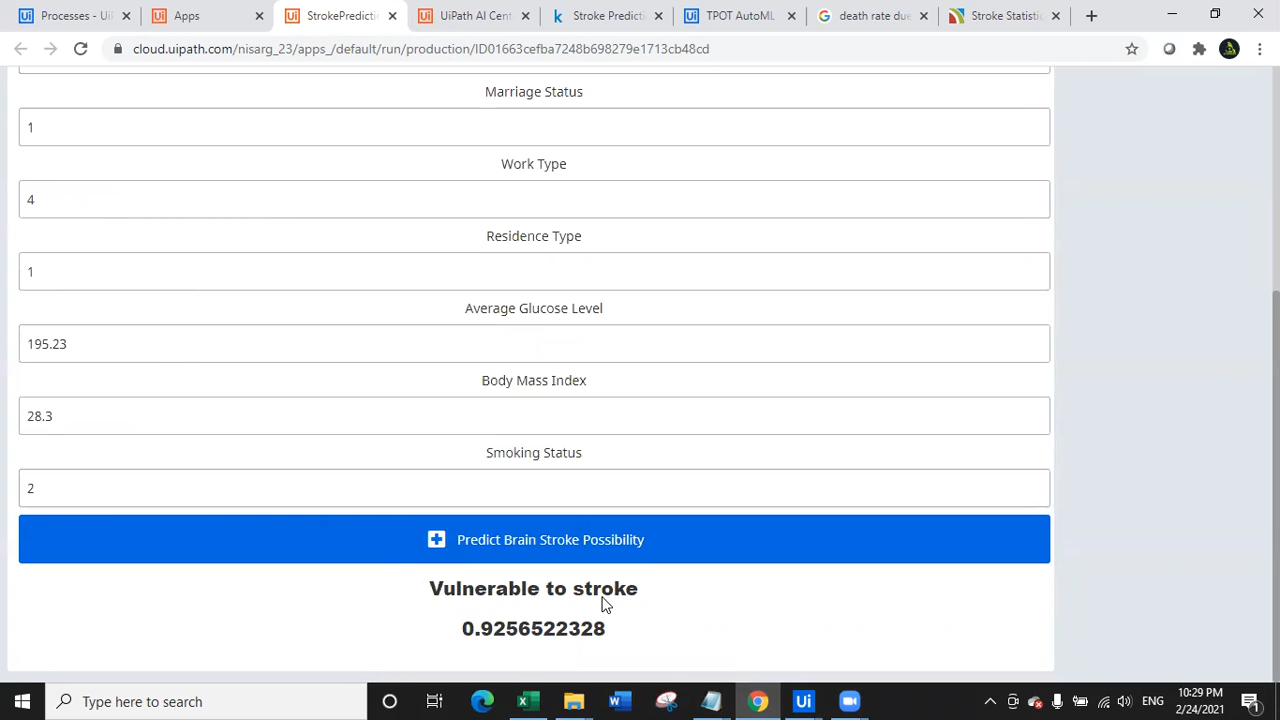 Processes - UiP
Apps
StrokePredicti
UiPath AI Cent
Stroke Predicti
TPOT AutoML
death rate due
Stroke Statistic
cloud.uipath.com/nisarg_23/apps_/default/run/production/ID01663cefba7248b698279e1713cb48cd
Marriage Status
1
Work Type
4
Residence Type
1
Average Glucose Level
195.23
Body Mass Index
28.3
Smoking Status
2
Predict Brain Stroke Possibility
Vulnerable to stroke
0.9256522328
Type here to search
ENG
10:29 PM
2/24/2021